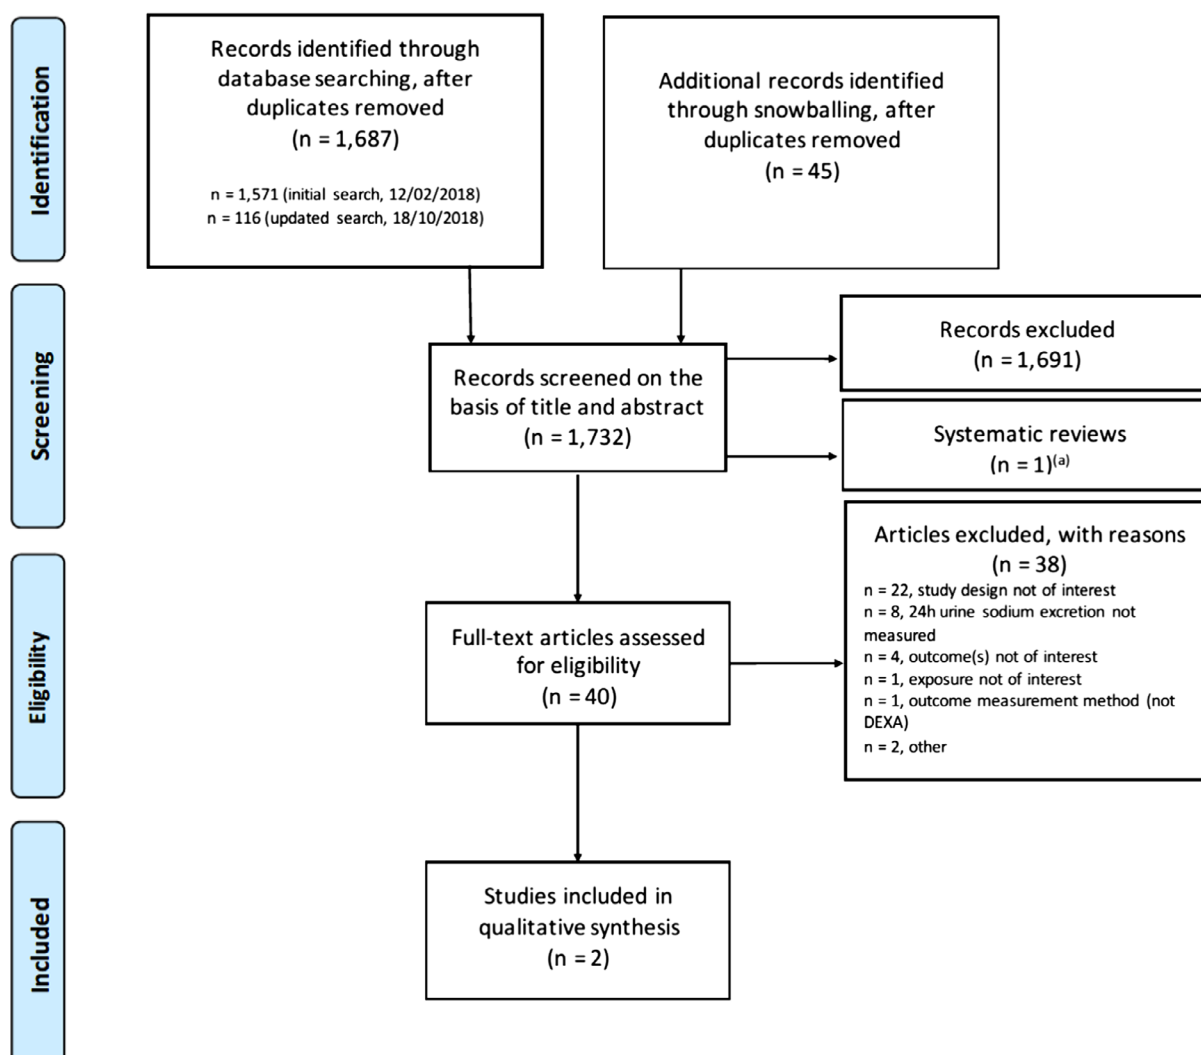 Identification
Records identified through
database searching, after
duplicates removed
(n = 1,687)
n = 1,571 (initial search, 12/02/2018)
n = 116 (updated search, 18/10/2018)
Additional records identified
through snowballing, after
duplicates removed
(n = 45)
Screening
Records screened on the
basis of title and abstract
(n = 1,732)
Records excluded
(n = 1,691)
Systematic reviews
(n = 1)(a)
Eligibility
Full-text articles assessed
for eligibility
(n = 40)
Articles excluded, with reasons
(n = 38)
n = 22, study design not of interest
n = 8, 24h urine sodium excretion not
measured
n = 4, outcome(s) not of interest
n = 1, exposure not of interest
n = 1, outcome measurement method (not
DEXA)
n = 2, other
Included
Studies included in
qualitative synthesis
(n = 2)